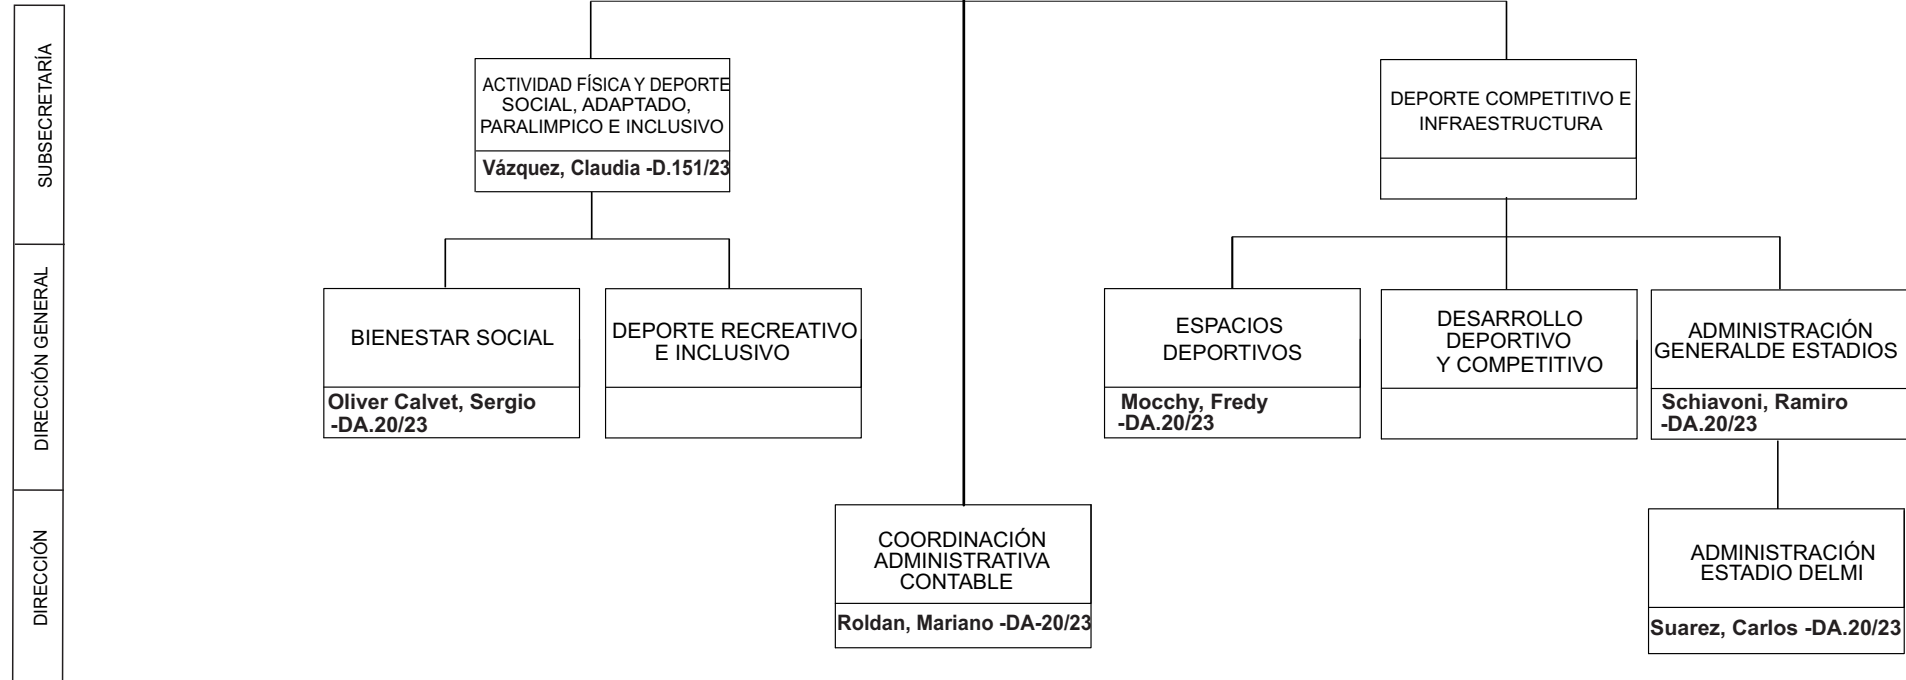 SUBSECRETARÍA
ACTIVIDAD FÍSICA Y DEPORTE
SOCIAL, ADAPTADO,
PARALIMPICO E INCLUSIVO
Vázquez, Claudia -D.151/23
DEPORTE COMPETITIVO E
INFRAESTRUCTURA
DIRECCIÓN GENERAL
BIENESTAR SOCIAL
Oliver Calvet, Sergio
-DA.20/23
DEPORTE RECREATIVO
E INCLUSIVO
ESPACIOS
DEPORTIVOS
Mocchy, Fredy
-DA.20/23
DESARROLLO
DEPORTIVO
Y COMPETITIVO
ADMINISTRACIÓN
GENERALDE ESTADIOS
Schiavoni, Ramiro
-DA.20/23
DIRECCIÓN
COORDINACIÓN
ADMINISTRATIVA
CONTABLE
Roldan, Mariano -DA-20/23
ADMINISTRACIÓN
ESTADIO DELMI
Suarez, Carlos -DA.20/23